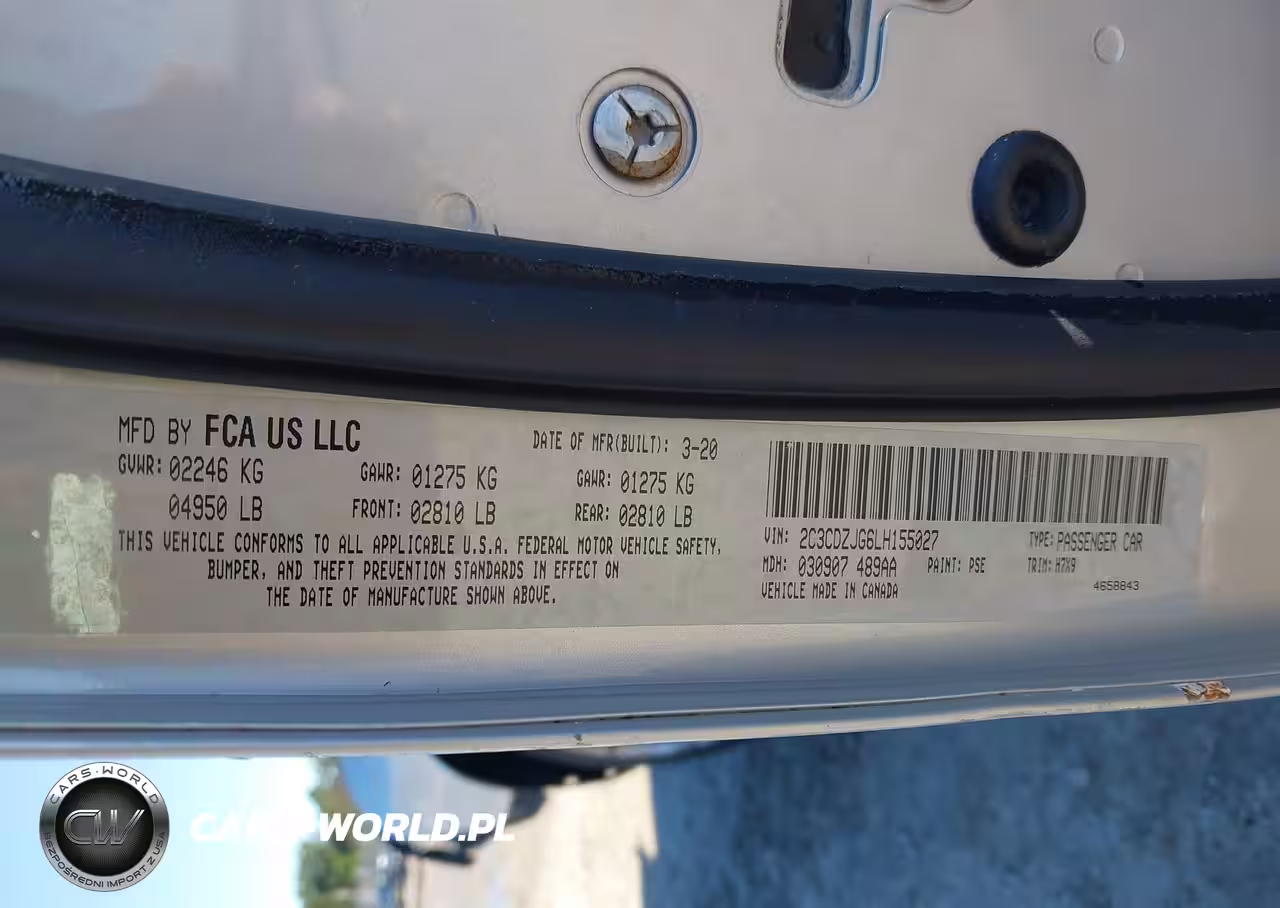 MFD BY FCA US LLC
DATE OF MFR(BUILT): 3-20
GVWR: 02246 KG GAWR: 01275 KG GAWR: 01275 KG
04950 LB FRONT: 02810 LB REAR: 02810 LB
THIS VEHICLE CONFORMS TO ALL APPLICABLE U.S.A. FEDERAL MOTOR VEHICLE SAFETY,
BUMPER, AND THEFT PREVENTION STANDARDS IN EFFECT ON
THE DATE OF MANUFACTURE SHOWN ABOVE.
VIN: 2C3CDZJG6LH155027 TYPE: PASSENGER CAR
MDH: 030907 489AA PAINT: PSE TRIM: H7X9
VEHICLE MADE IN CANADA 4658843
CARS-WORLD
CW
BEZPOŚREDNI IMPORT Z USA
CARS-WORLD.PL